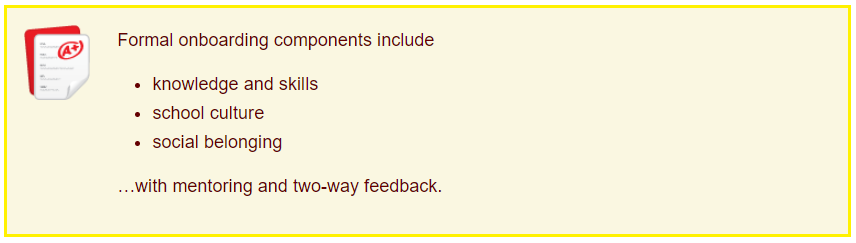 A+
Formal onboarding components include
• knowledge and skills
• school culture
• social belonging
…with mentoring and two-way feedback.